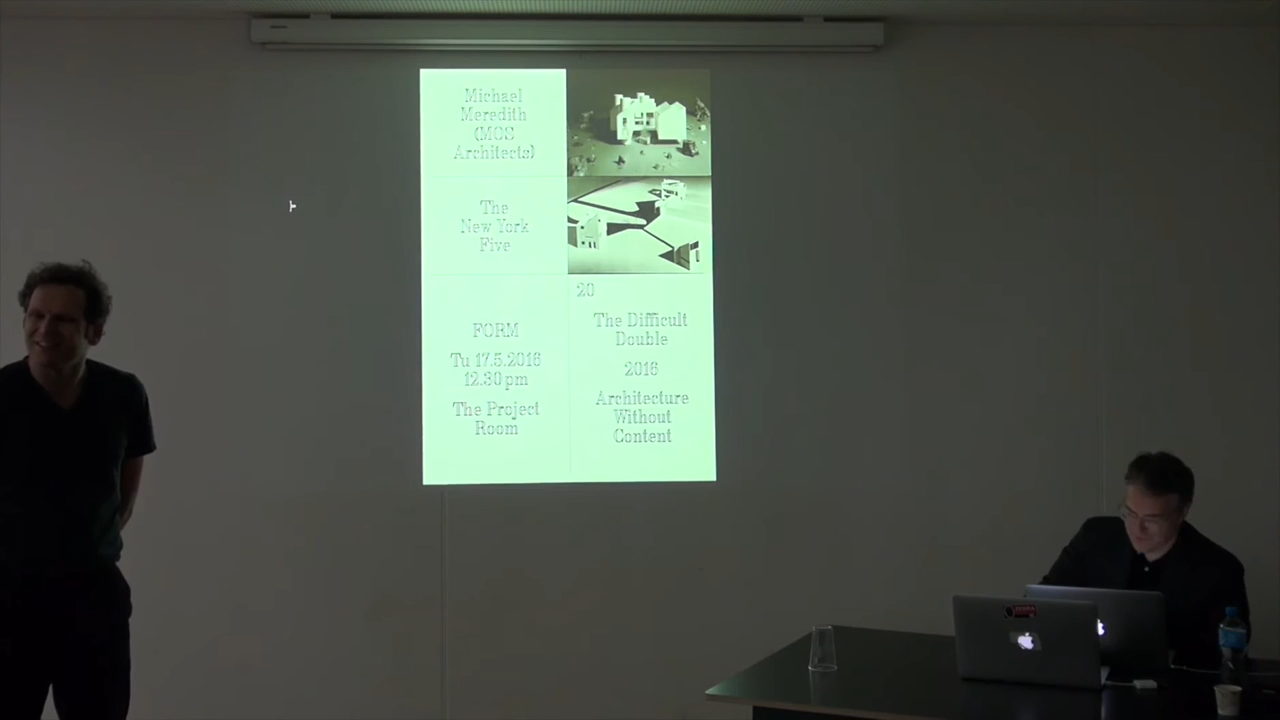 Michael
Meredith
(MOS
Architects)
The
New York
Five
FORM
Tu 17.5.2016
12.30 pm
The Project
Room
20
The Difficult
Double
2016
Architecture
Without
Content